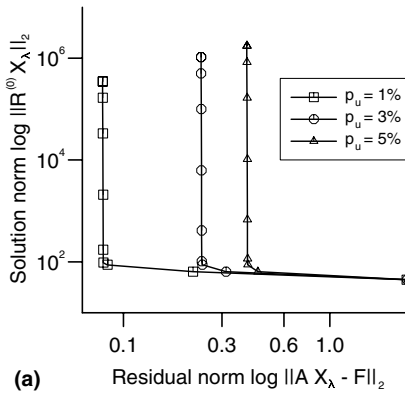 Solution norm log ||R^(0) X_λ||_2
10^6
10^4
10^2
p_u = 1%
p_u = 3%
p_u = 5%
0.1 0.3 0.6 1.0
(a) Residual norm log ||A X_λ - F||_2